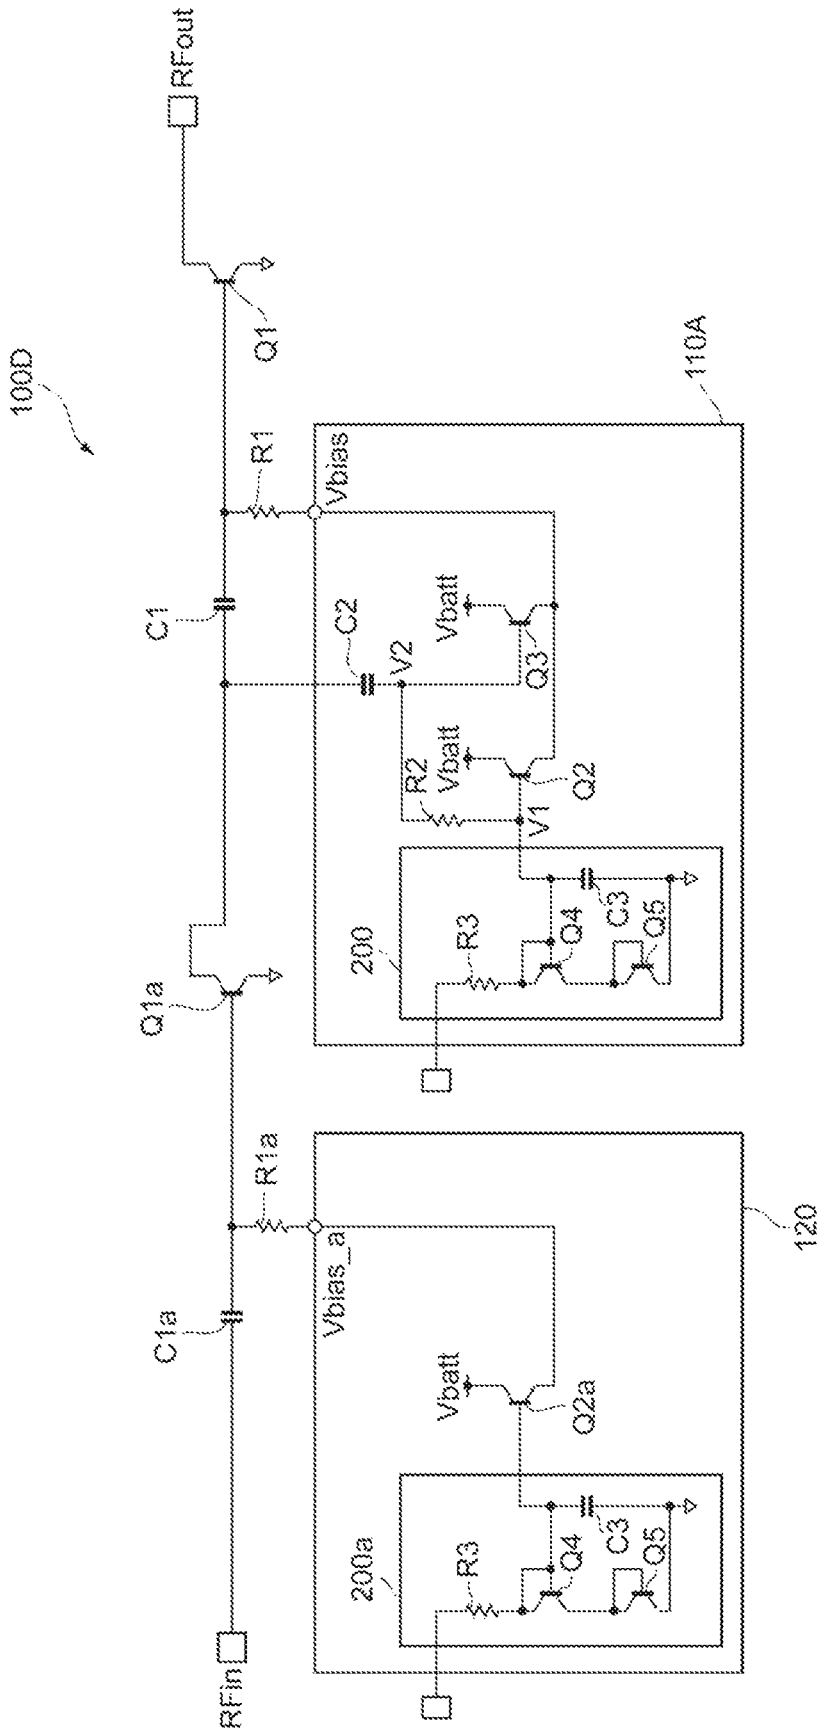 100D
RFin
C1a
R1a
Q1a
C1
R1
Q1
RFout
Vbias_a
Vbatt
Q2a
200a
R3
Q4
C3
Q5
120
Vbias
C2
V2
Vbatt
Q3
R2
Vbatt
Q2
V1
200
R3
Q4
C3
Q5
110A